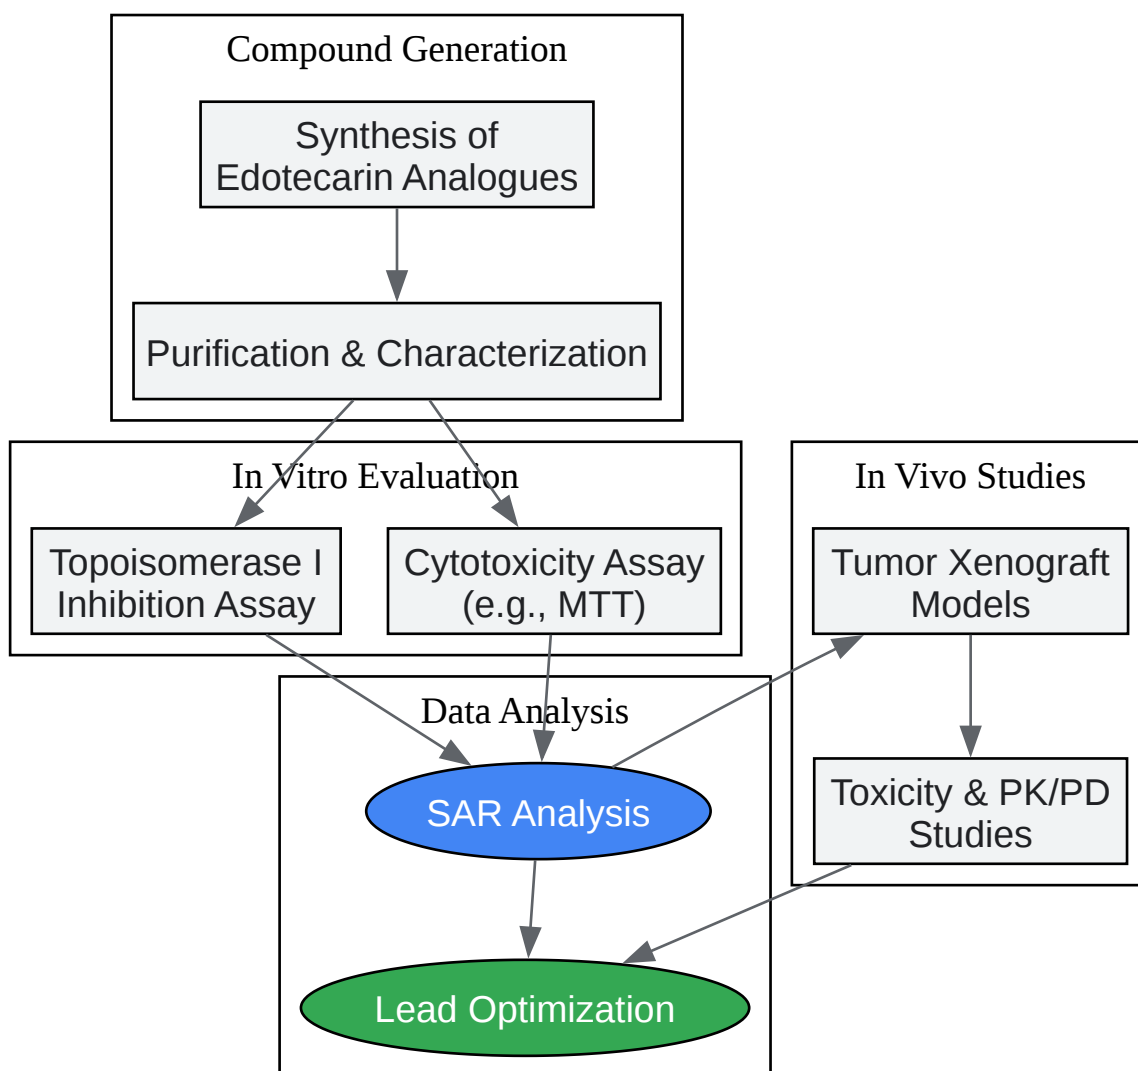 Compound Generation
Synthesis of
Edotecarin Analogues
Purification & Characterization
In Vitro Evaluation
Topoisomerase I
Inhibition Assay
Cytotoxicity Assay
(e.g., MTT)
In Vivo Studies
Tumor Xenograft
Models
Toxicity & PK/PD
Studies
Data Analysis
SAR Analysis
Lead Optimization